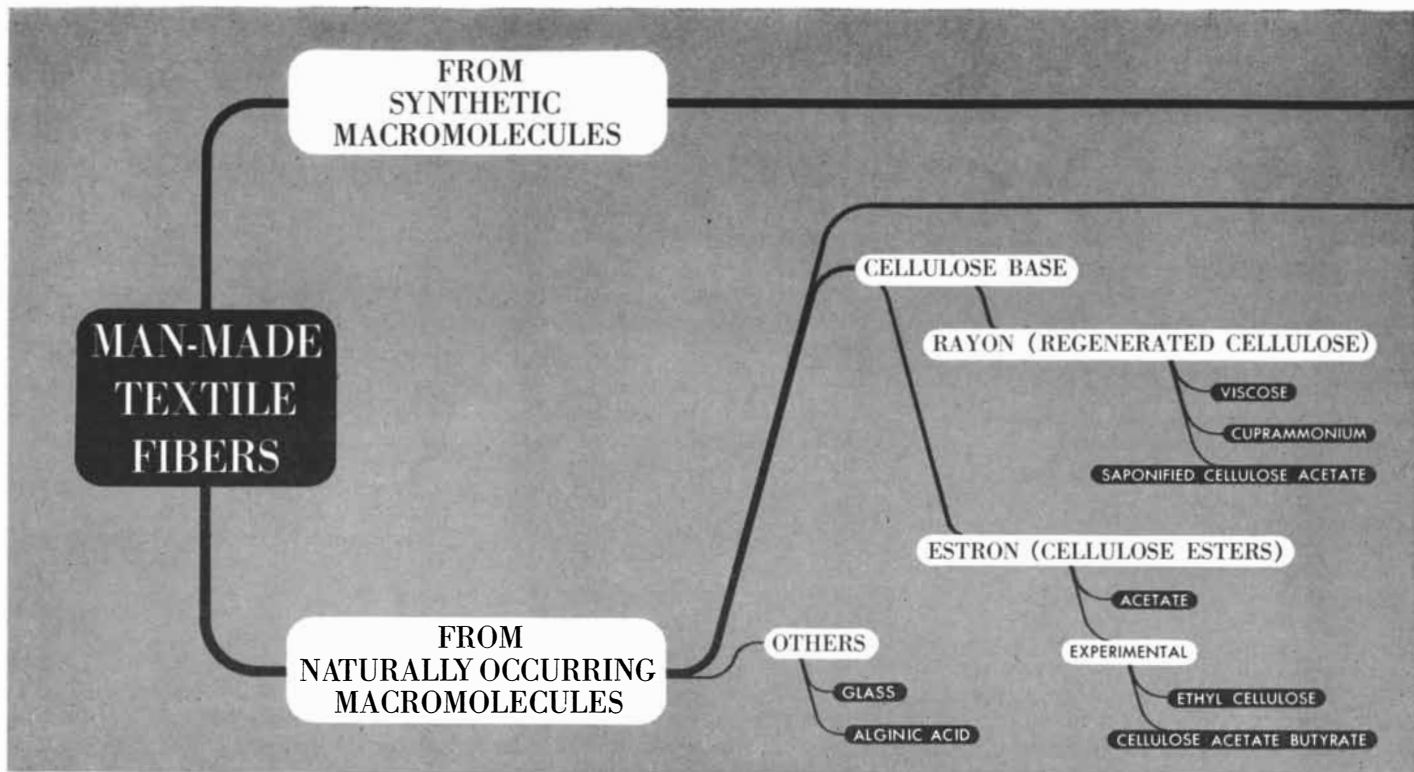 FROM
SYNTHETIC
MACROMOLECULES
MAN-MADE
TEXTILE
FIBERS
FROM
NATURALLY OCCURRING
MACROMOLECULES
OTHERS
GLASS
ALGINIC ACID
CELLULOSE BASE
RAYON (REGENERATED CELLULOSE)
VISCOSE
CUPRAMMONIUM
SAPONIFIED CELLULOSE ACETATE
ESTRON (CELLULOSE ESTERS)
ACETATE
EXPERIMENTAL
ETHYL CELLULOSE
CELLULOSE ACETATE BUTYRATE